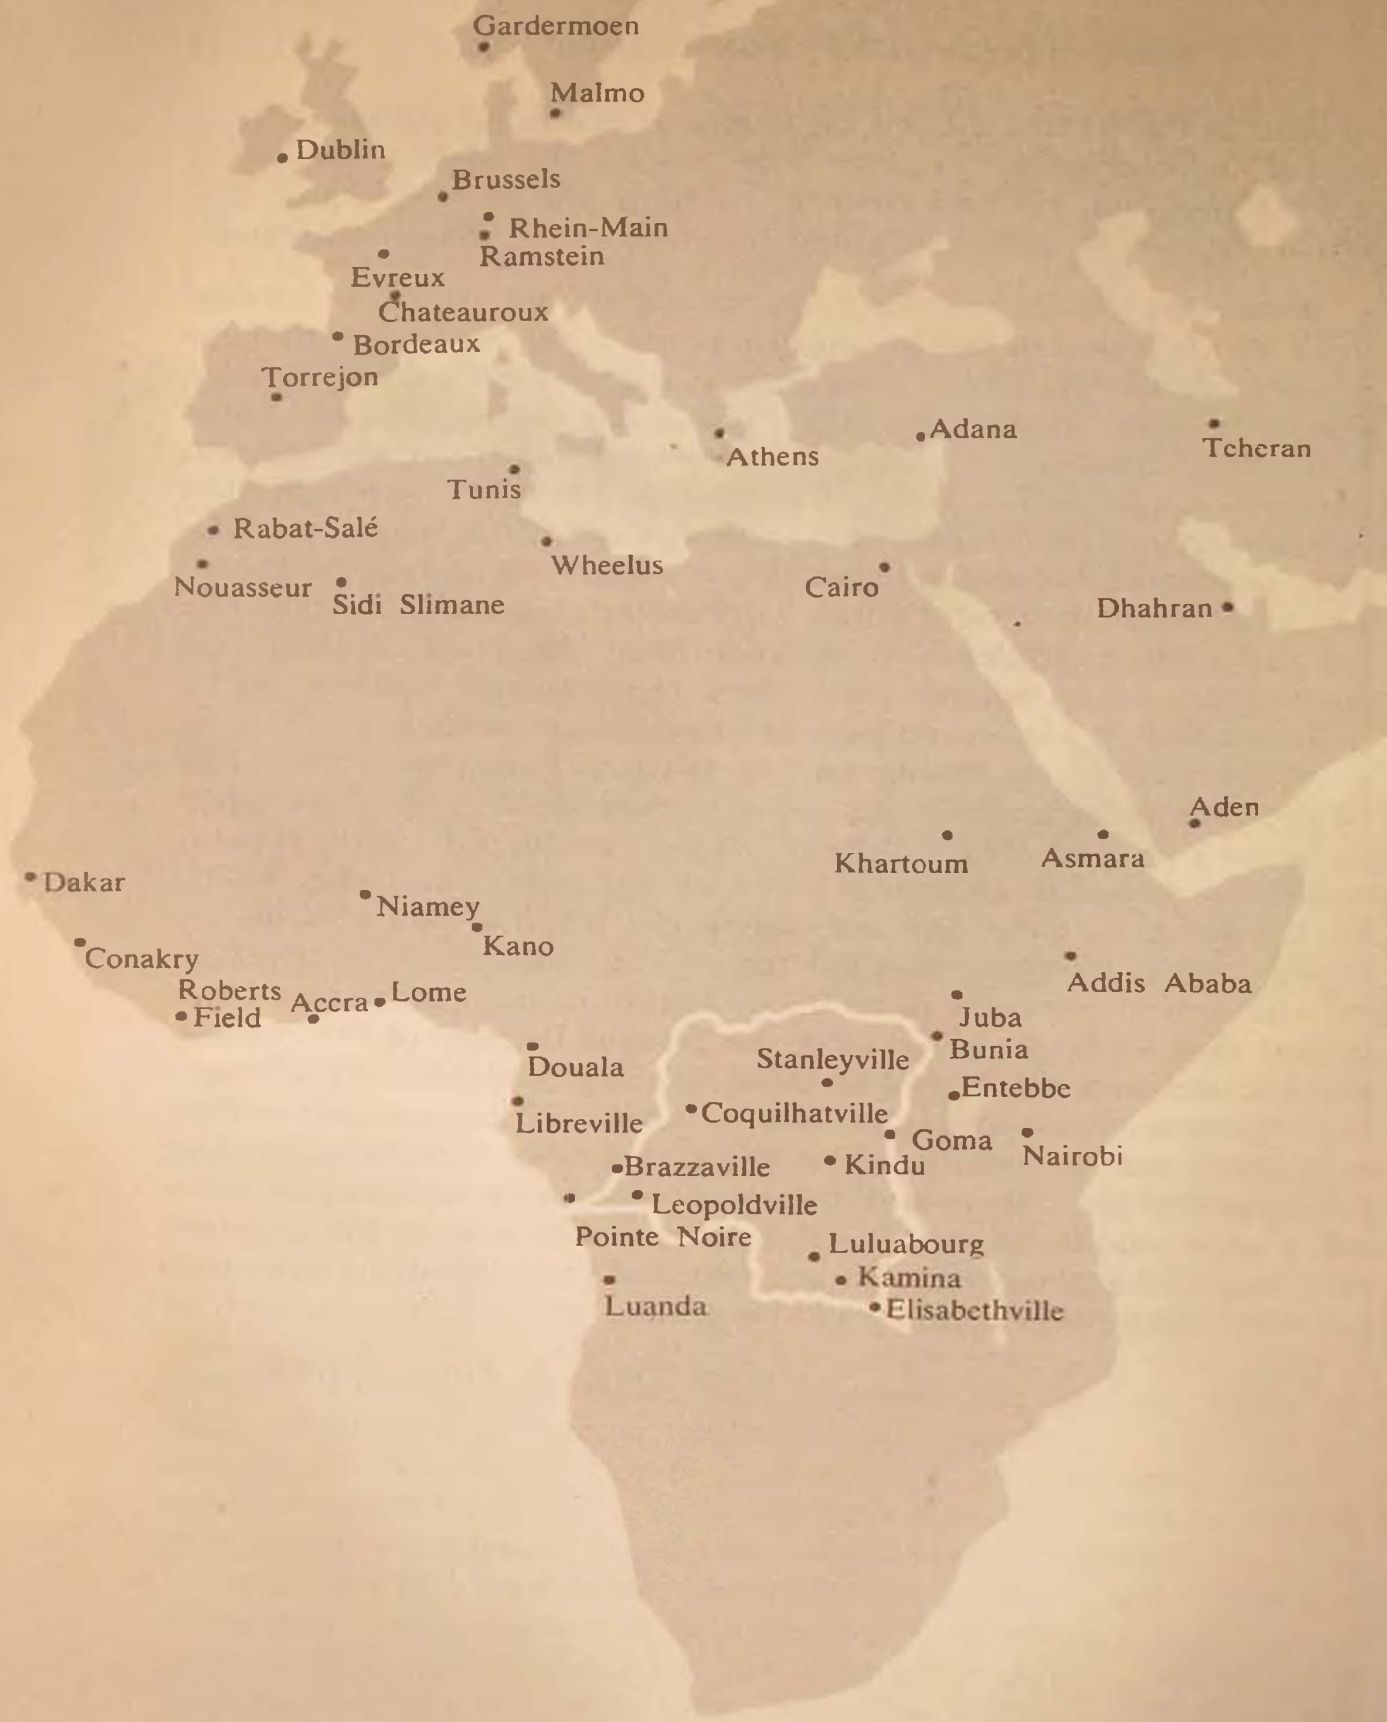 Gardermoen
Malmo
Dublin
Brussels
Rhein-Main
Ramstein
Evreux
Chateauroux
Bordeaux
Torrejon
Adana
Athens
Tcheran
Tunis
Rabat-Salé
Wheelus
Nouasseur
Sidi Slimane
Cairo
Dhahran
Aden
Khartoum
Asmara
Dakar
Niamey
Kano
Conakry
Addis Ababa
Roberts
Field
Accra
Lome
Juba
Bunia
Stanleyville
Douala
Entebbe
Coquilhatville
Libreville
Goma
Nairobi
Kindu
Brazzaville
Leopoldville
Pointe Noire
Luluabourg
Kamina
Luanda
Elisabethville